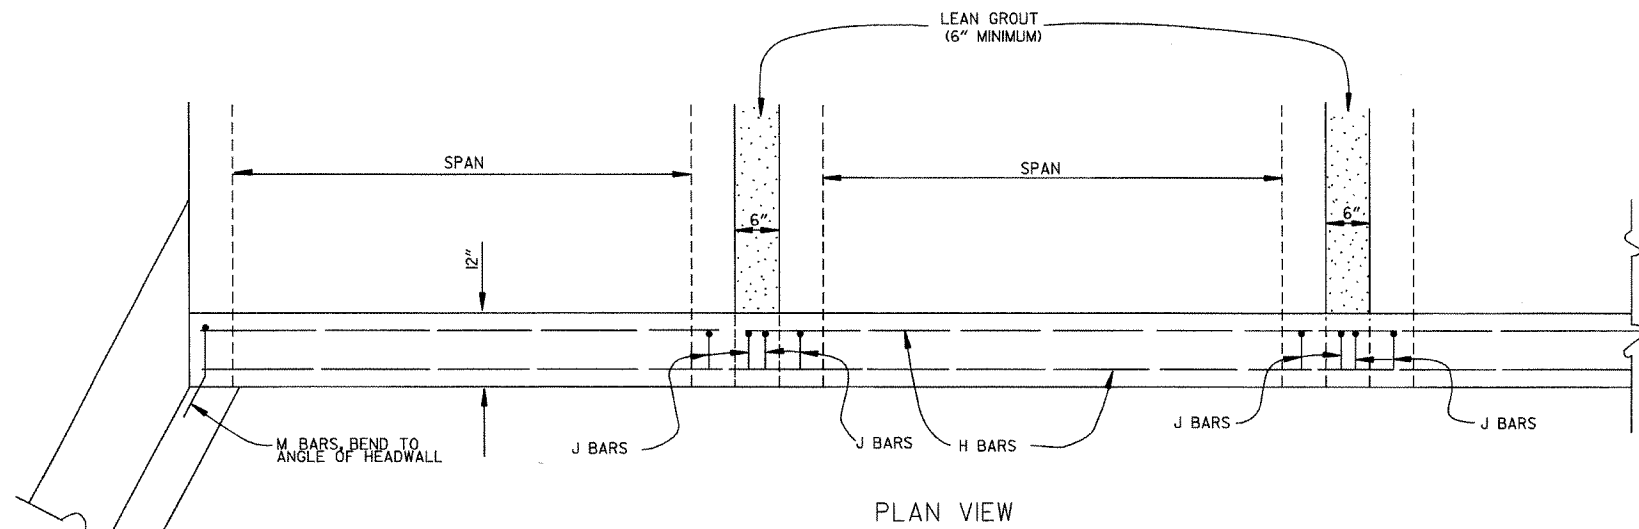 LEAN GROUT
(6" MINIMUM)
SPAN
SPAN
6"
6"
12"
M BARS, BEND TO
ANGLE OF HEADWALL
J BARS
J BARS
H BARS
J BARS
J BARS
PLAN VIEW